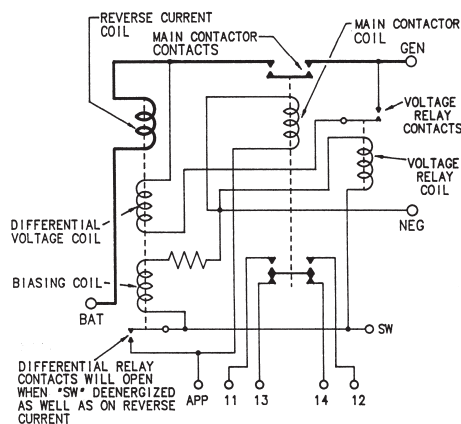 REVERSE CURRENT
COIL
MAIN CONTACTOR
CONTACTS
MAIN CONTACTOR
COIL
GEN
VOLTAGE
RELAY
CONTACTS
VOLTAGE
RELAY
COIL
DIFFERENTIAL
VOLTAGE COIL
NEG
BIASING COIL
BAT
SW
DIFFERENTIAL RELAY
CONTACTS WILL OPEN
WHEN "SW" DEENERGIZED
AS WELL AS ON REVERSE
CURRENT
APP
11
13
14
12